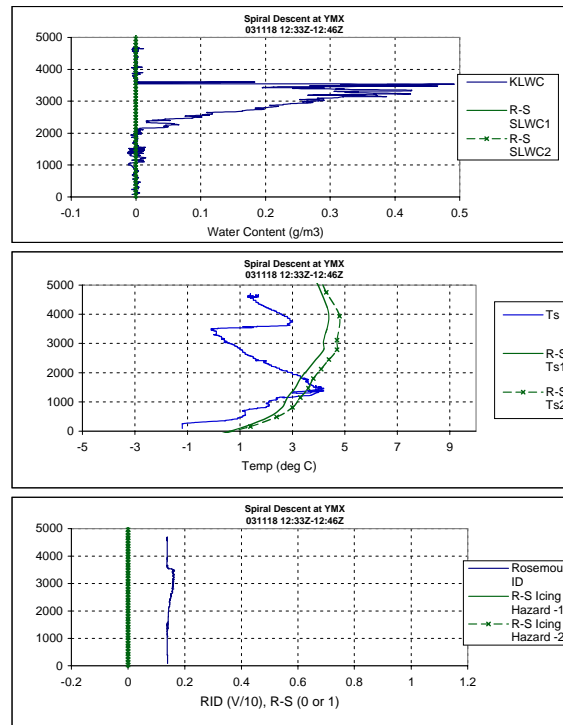 Spiral Descent at YMX
031118 12:33Z-12:46Z
5000
4000
3000
2000
1000
0
-0.1 0 0.1 0.2 0.3 0.4 0.5
Water Content (g/m3)
KLWC
R-S
SLWC1
R-S
SLWC2
Spiral Descent at YMX
031118 12:33Z-12:46Z
5000
4000
3000
2000
1000
0
-5 -3 -1 1 3 5 7 9
Temp (deg C)
Ts
R-S
Ts1
R-S
Ts2
Spiral Descent at YMX
031118 12:33Z-12:46Z
5000
4000
3000
2000
1000
0
-0.2 0 0.2 0.4 0.6 0.8 1 1.2
RID (V/10), R-S (0 or 1)
Rosemou
ID
R-S Icing
Hazard -1
R-S Icing
Hazard -2